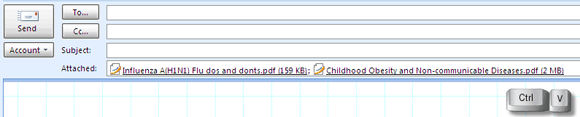 To...
Send
Cc...
Account Subject:
Attached: Influenza A(H1N1) Flu dos and donts.pdf (159 KB); Childhood Obesity and Non-communicable Diseases.pdf (2 MB)
Ctrl V